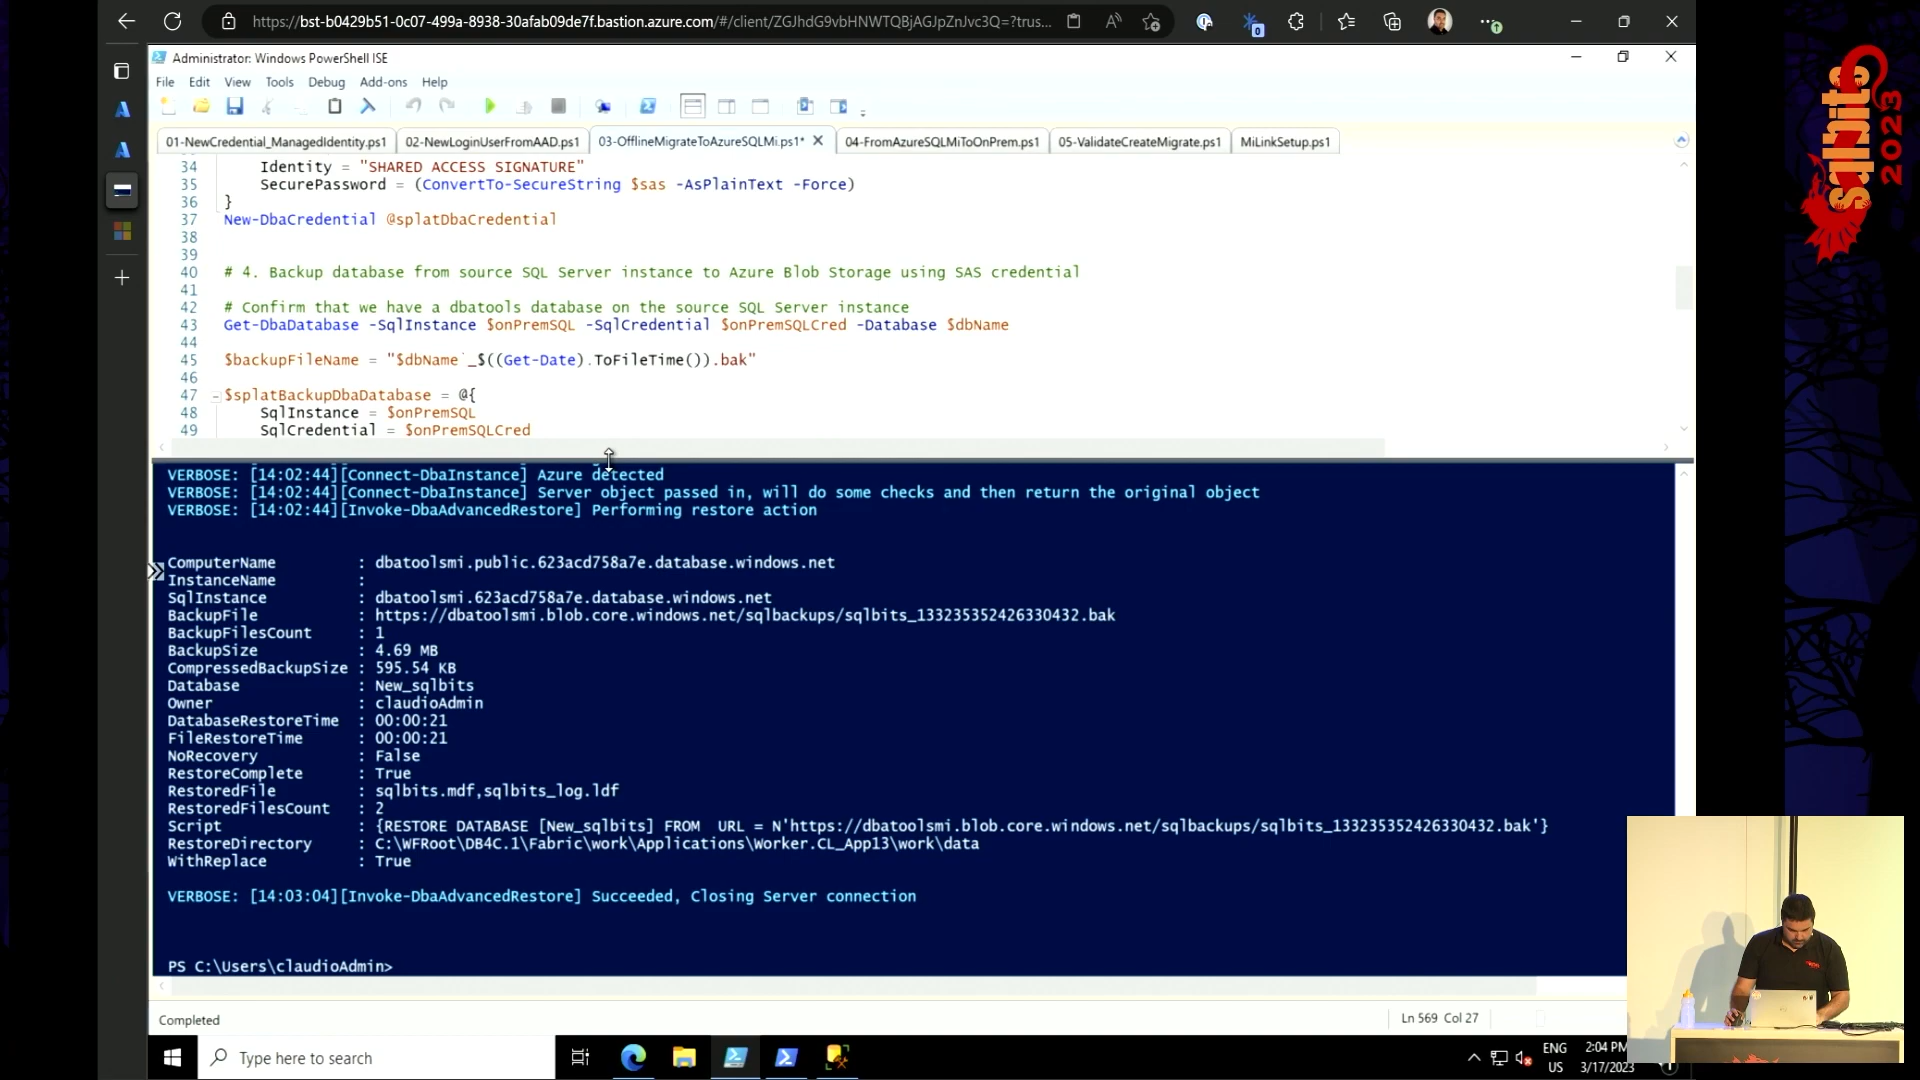 https://bst-b0429b51-0c07-499a-8938-30afab09de7f.bastion.azure.com/#/client/ZGJhdG9vbHNWTQBjAGJpZnJvc3Q=?trus...
Administrator: Windows PowerShell ISE
File Edit View Tools Debug Add-ons Help
01-NewCredential_ManagedIdentity.ps1 02-NewLoginUserFromAAD.ps1 03-OfflineMigrateToAzureSQLMi.ps1* 04-FromAzureSQLMiToOnPrem.ps1 05-ValidateCreateMigrate.ps1 MiLinkSetup.ps1
34 Identity = "SHARED ACCESS SIGNATURE"
35 SecurePassword = (ConvertTo-SecureString $sas -AsPlainText -Force)
36 }
37 New-DbaCredential @splatDbaCredential
38
39
40 # 4. Backup database from source SQL Server instance to Azure Blob Storage using SAS credential
41
42 # Confirm that we have a dbatools database on the source SQL Server instance
43 Get-DbaDatabase -SqlInstance $onPremSQL -SqlCredential $onPremSQLCred -Database $dbName
44
45 $backupFileName = "$dbName`_$((Get-Date).ToFileTime()).bak"
46
47 $splatBackupDbaDatabase = @{
48 SqlInstance = $onPremSQL
49 SqlCredential = $onPremSQLCred
VERBOSE: [14:02:44][Connect-DbaInstance] Azure detected
VERBOSE: [14:02:44][Connect-DbaInstance] Server object passed in, will do some checks and then return the original object
VERBOSE: [14:02:44][Invoke-DbaAdvancedRestore] Performing restore action
ComputerName : dbatoolsmi.public.623acd758a7e.database.windows.net
InstanceName :
SqlInstance : dbatoolsmi.623acd758a7e.database.windows.net
BackupFile : https://dbatoolsmi.blob.core.windows.net/sqlbackups/sqlbits_133235352426330432.bak
BackupFilesCount : 1
BackupSize : 4.69 MB
CompressedBackupSize : 595.54 KB
Database : New_sqlbits
Owner : claudioAdmin
DatabaseRestoreTime : 00:00:21
FileRestoreTime : 00:00:21
NoRecovery : False
RestoreComplete : True
RestoredFile : sqlbits.mdf,sqlbits_log.ldf
RestoredFilesCount : 2
Script : {RESTORE DATABASE [New_sqlbits] FROM  URL = N'https://dbatoolsmi.blob.core.windows.net/sqlbackups/sqlbits_133235352426330432.bak'}
RestoreDirectory : C:\WFRoot\DB4C.1\Fabric\work\Applications\Worker.CL_App13\work\data
WithReplace : True
VERBOSE: [14:03:04][Invoke-DbaAdvancedRestore] Succeeded, Closing Server connection
PS C:\Users\claudioAdmin>
Completed
Ln 569 Col 27
Type here to search
ENG
US
2:04 PM
3/17/2023
sqlbits
2023